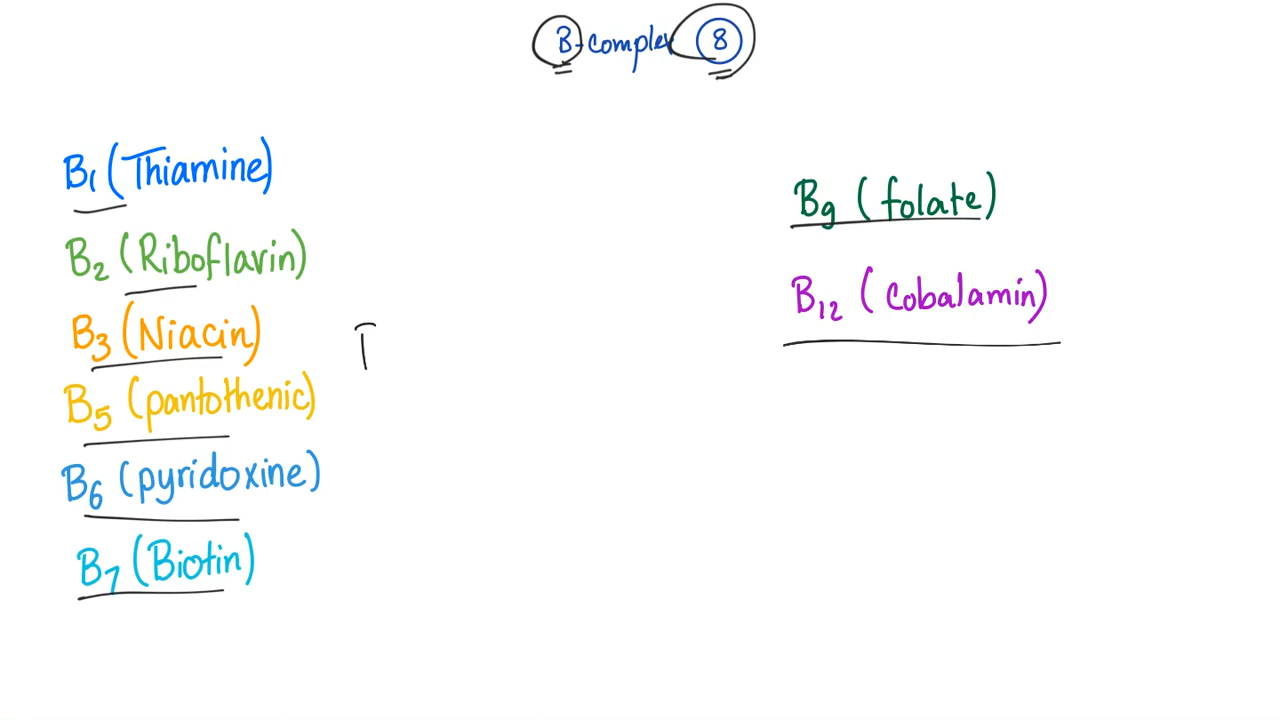 B-complex 8
B1 (Thiamine)
B2 (Riboflavin)
B3 (Niacin)
T
B5 (pantothenic)
B6 (pyridoxine)
B7 (Biotin)
B9 (folate)
B12 (cobalamin)